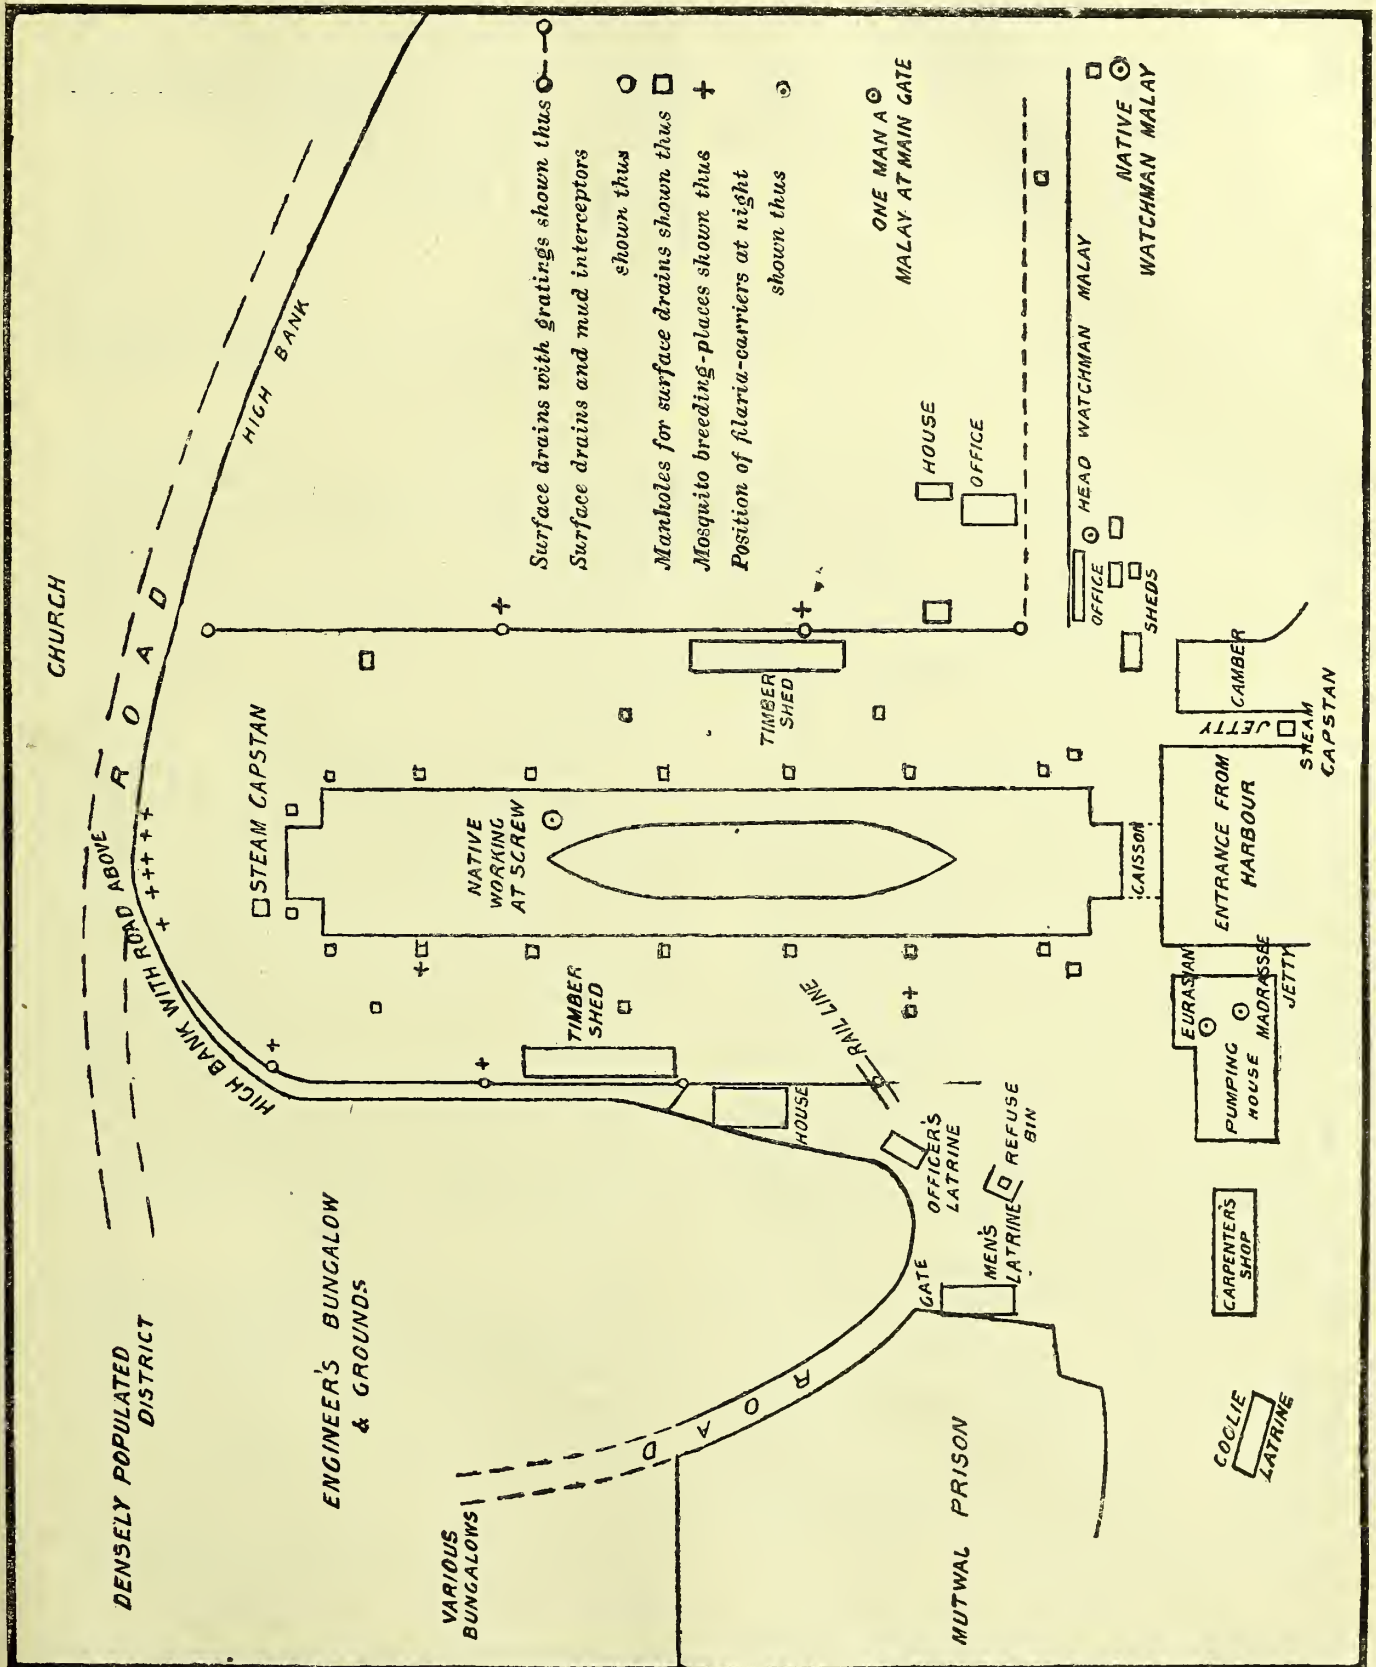 CHURCH
DENSELY POPULATED
DISTRICT
ROAD
HIGH BANK
HIGH BANK WITH ROAD ABOVE
ENGINEER'S BUNGALOW
& GROUNDS
VARIOUS
BUNGALOWS
ROAD
MUTWAL PRISON
GATE
MEN'S
LATRINE
OFFICER'S
LATRINE
REFUSE
BIN
HOUSE
RAIL LINE
TIMBER
SHED
STEAM CAPSTAN
NATIVE
WORKING
AT SCREW
TIMBER
SHED
CAISSON
ENTRANCE FROM
HARBOUR
EURASIAN
MADRASSEE
PUMPING
HOUSE
JETTY
CARPENTER'S
SHOP
COOLIE
LATRINE
JETTY
STEAM
CAPSTAN
CAMBER
SHEDS
OFFICE
HEAD WATCHMAN MALAY
HOUSE
OFFICE
Surface drains with gratings shown thus
Surface drains and mud interceptors
shown thus
Manholes for surface drains shown thus
Mosquito breeding-places shown thus
Position of filaria-carriers at night
shown thus
ONE MAN A
MALAY AT MAIN GATE
NATIVE
WATCHMAN MALAY